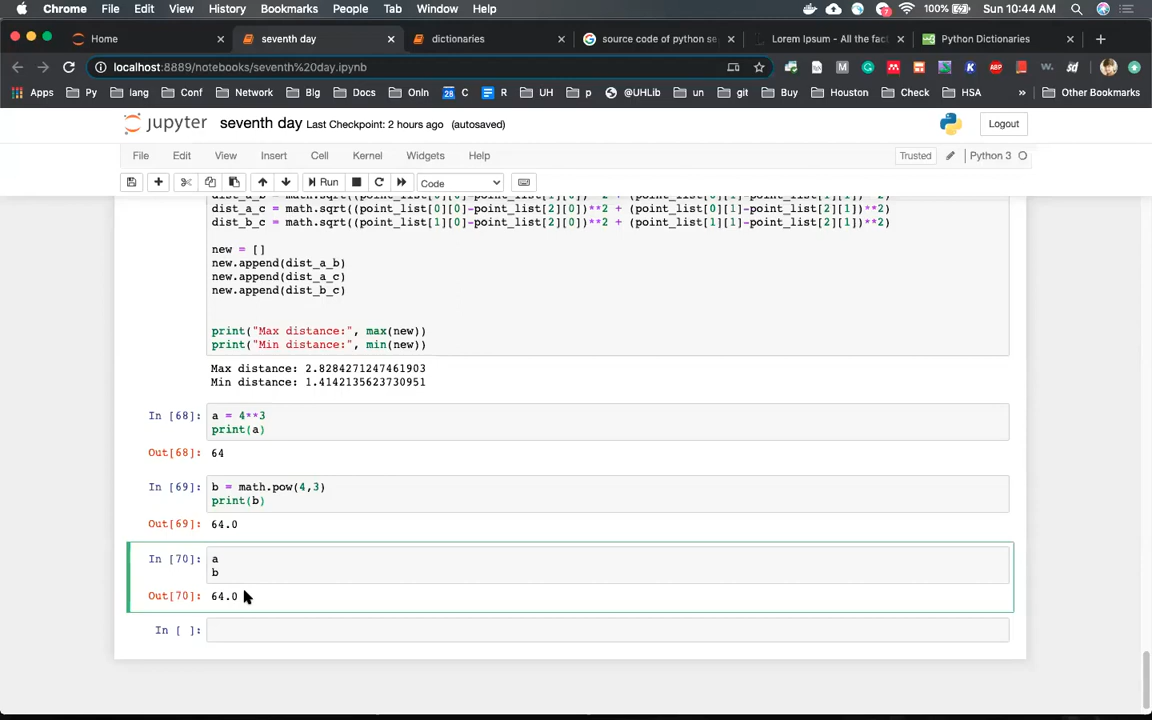 Chrome File Edit View History Bookmarks People Tab Window Help 7 100% Sun 10:44 AM
Home seventh day dictionaries source code of python se Lorem Ipsum - All the fac Python Dictionaries
localhost:8889/notebooks/seventh%20day.ipynb
Apps Py lang Conf Network Blg Docs Onln 28 C R UH p @UHLib un git Buy Houston Check HSA » Other Bookmarks
jupyter seventh day Last Checkpoint: 2 hours ago (autosaved) Logout
File Edit View Insert Cell Kernel Widgets Help Trusted Python 3
Run Code
dist_a_c = math.sqrt((point_list[0][0]-point_list[2][0])**2 + (point_list[0][1]-point_list[2][1])**2)
dist_b_c = math.sqrt((point_list[1][0]-point_list[2][0])**2 + (point_list[1][1]-point_list[2][1])**2)
new = []
new.append(dist_a_b)
new.append(dist_a_c)
new.append(dist_b_c)
print("Max distance:", max(new))
print("Min distance:", min(new))
Max distance: 2.8284271247461903
Min distance: 1.4142135623730951
In [68]: a = 4**3
print(a)
Out[68]: 64
In [69]: b = math.pow(4,3)
print(b)
Out[69]: 64.0
In [70]: a
b
Out[70]: 64.0
In [ ]: